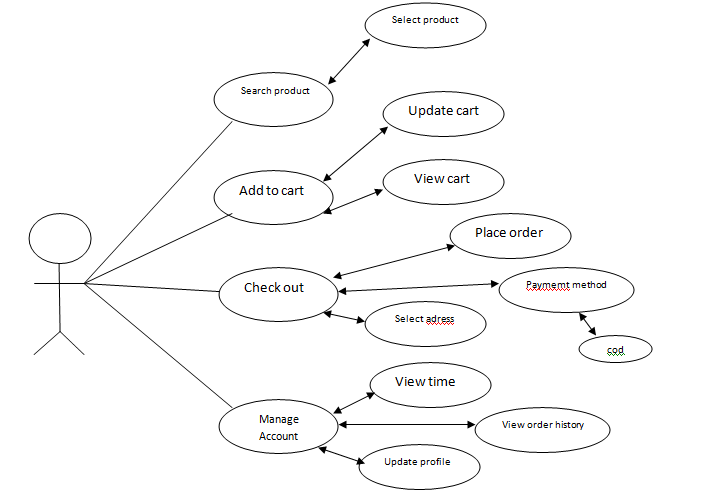 Select product
Search product
Update cart
View cart
Add to cart
Place order
Check out
Paymemt method
Select adress
cod
View time
Manage
Account
View order history
Update profile